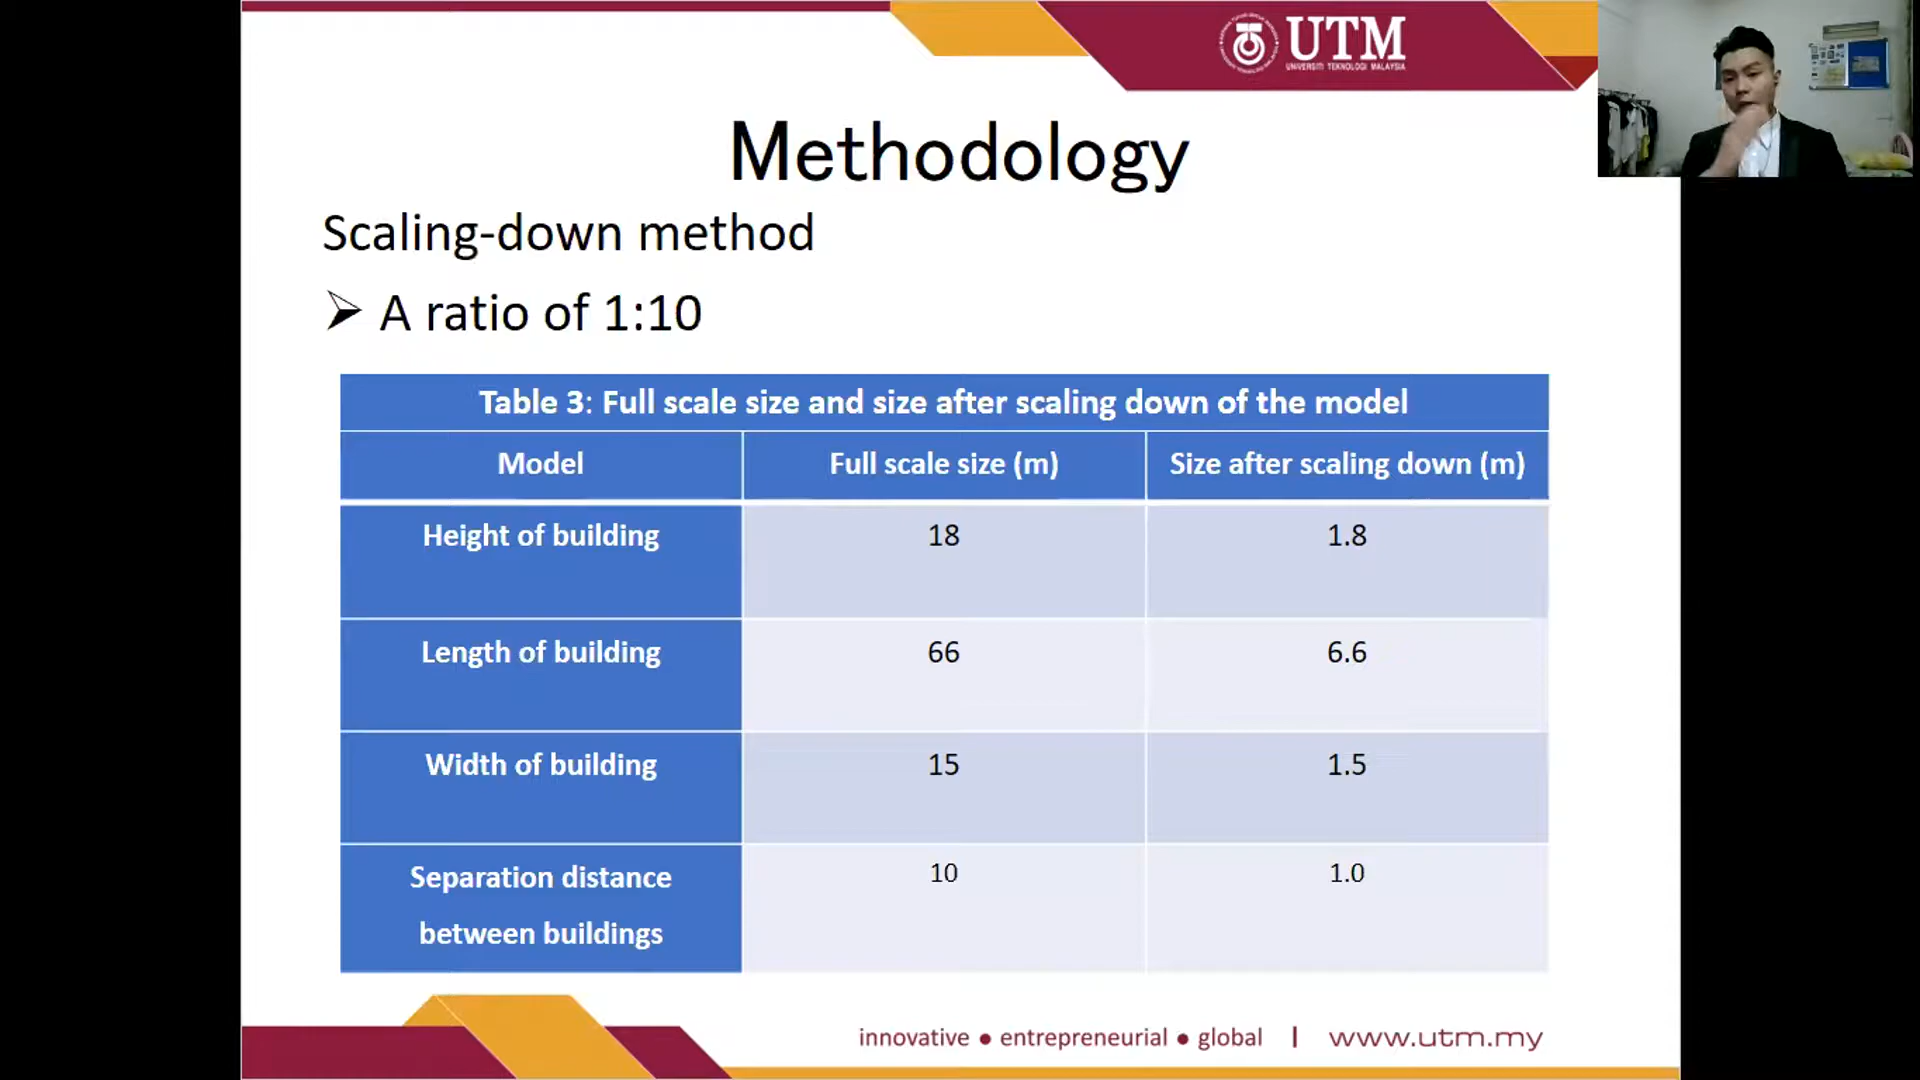 UTM
UNIVERSITI TEKNOLOGI MALAYSIA
Methodology
Scaling-down method
A ratio of 1:10
Table 3: Full scale size and size after scaling down of the model
Model Full scale size (m) Size after scaling down (m)
Height of building 18 1.8
Length of building 66 6.6
Width of building 15 1.5
Separation distance 10 1.0
between buildings
innovative ● entrepreneurial ● global | www.utm.my